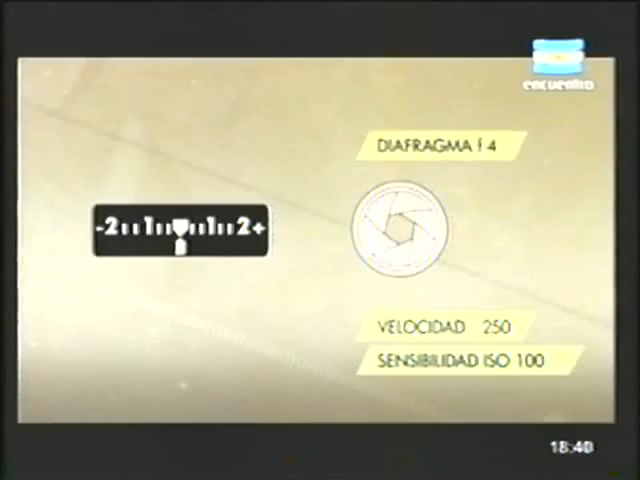 encuentro
DIAFRAGMA f 4
-2 1 1 2+
VELOCIDAD 250
SENSIBILIDAD ISO 100
18:40